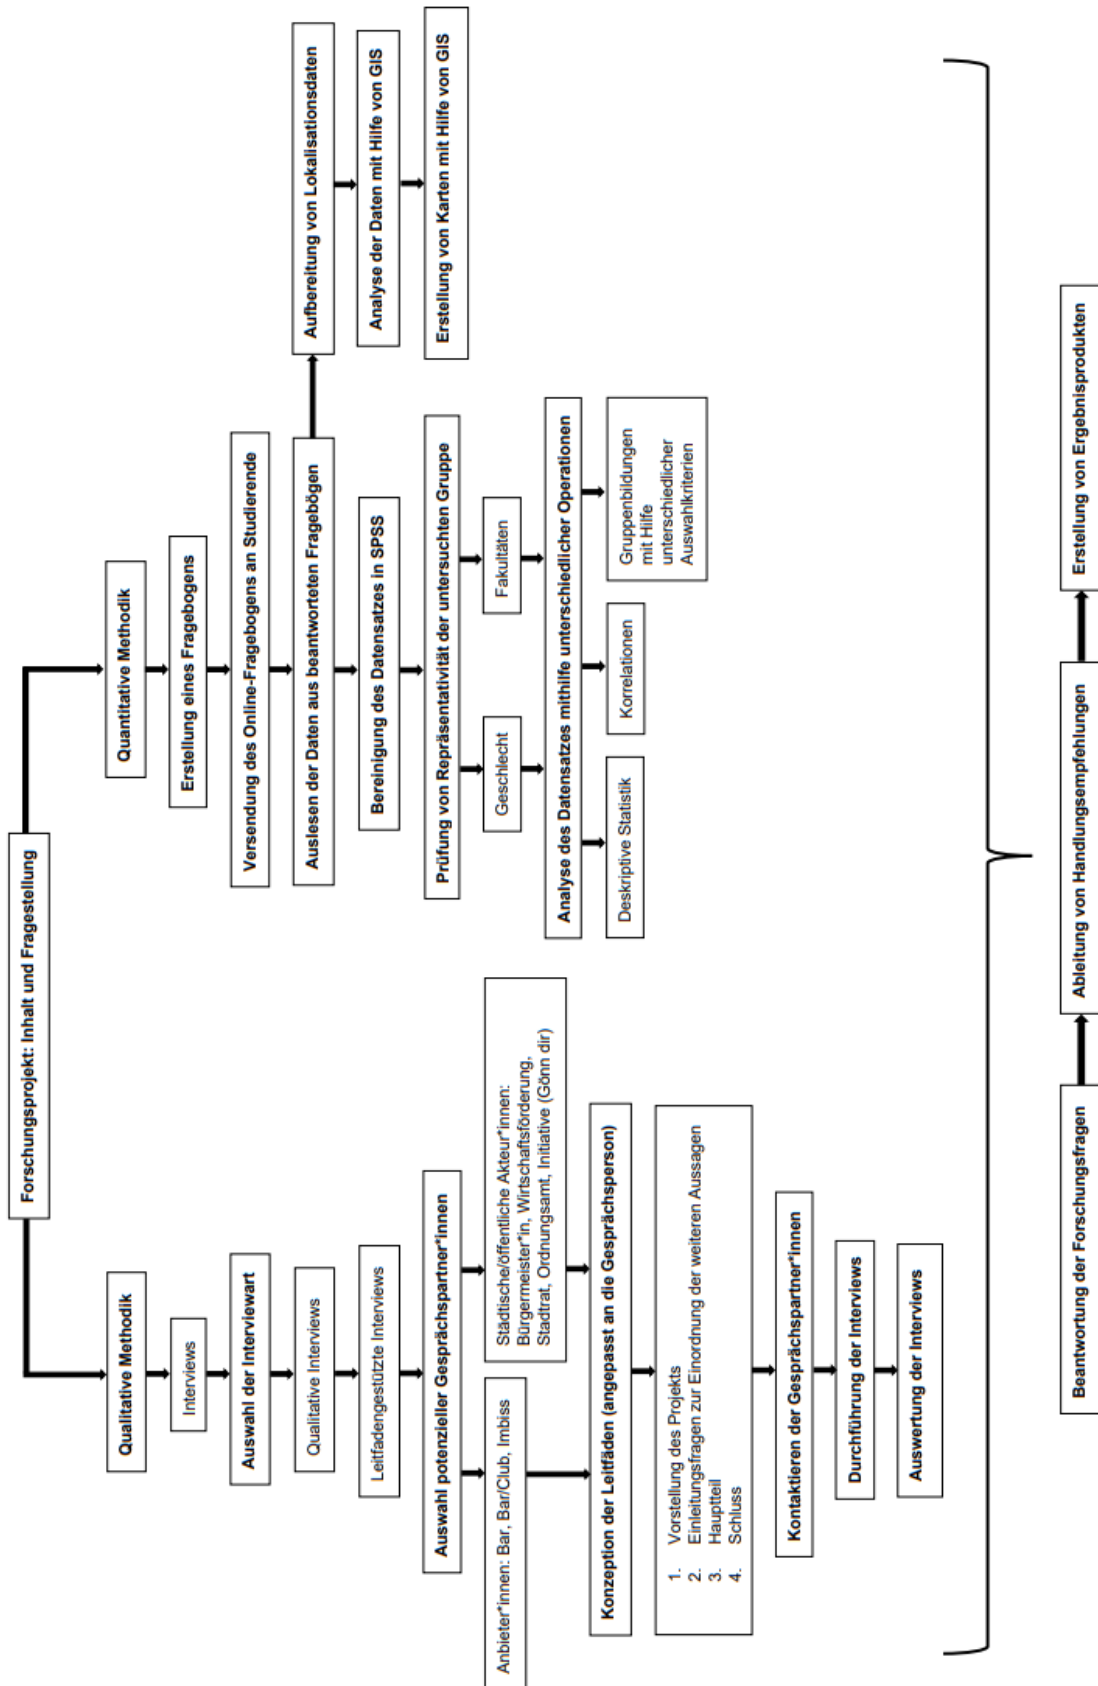 Forschungsprojekt: Inhalt und Fragestellung
Qualitative Methodik
Interviews
Auswahl der Interviewart
Qualitative Interviews
Leitfadengestützte Interviews
Auswahl potenzieller Gesprächspartner*innen
Anbieter*innen: Bar, Bar/Club, Imbiss
Städtische/öffentliche Akteur*innen:
Bürgermeister*in, Wirtschaftsförderung,
Stadtrat, Ordnungsamt, Initiative (Gönn dir)
Konzeption der Leitfäden (angepasst an die Gesprächsperson)
1. Vorstellung des Projekts
2. Einleitungsfragen zur Einordnung der weiteren Aussagen
3. Hauptteil
4. Schluss
Kontaktieren der Gesprächspartner*innen
Durchführung der Interviews
Auswertung der Interviews
Quantitative Methodik
Erstellung eines Fragebogens
Versendung des Online-Fragebogens an Studierende
Auslesen der Daten aus beantworteten Fragebögen
Bereinigung des Datensatzes in SPSS
Prüfung von Repräsentativität der untersuchten Gruppe
Geschlecht
Fakultäten
Analyse des Datensatzes mithilfe unterschiedlicher Operationen
Deskriptive Statistik
Korrelationen
Gruppenbildungen
mit Hilfe
unterschiedlicher
Auswahlkriterien
Aufbereitung von Lokalisationsdaten
Analyse der Daten mit Hilfe von GIS
Erstellung von Karten mit Hilfe von GIS
Beantwortung der Forschungsfragen
Ableitung von Handlungsempfehlungen
Erstellung von Ergebnisprodukten